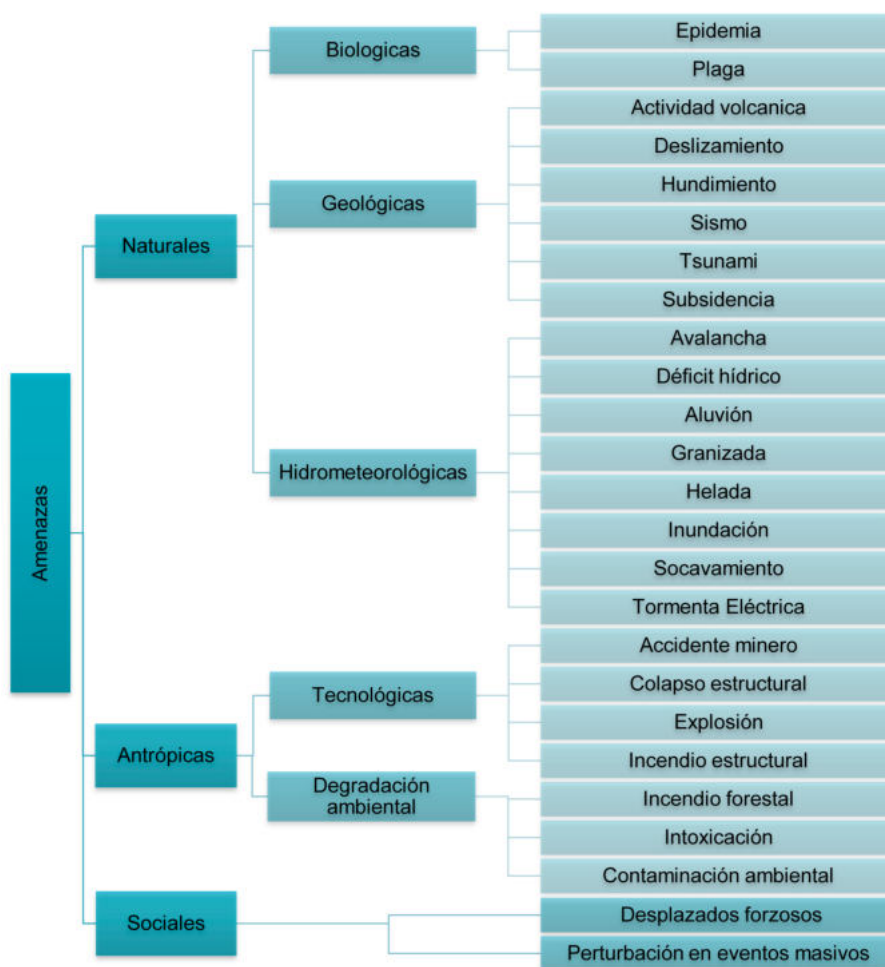 Amenazas
Naturales
Biologicas
Epidemia
Plaga
Geológicas
Actividad volcanica
Deslizamiento
Hundimiento
Sismo
Tsunami
Subsidencia
Hidrometeorológicas
Avalancha
Déficit hídrico
Aluvión
Granizada
Helada
Inundación
Socavamiento
Tormenta Eléctrica
Antrópicas
Tecnológicas
Accidente minero
Colapso estructural
Explosión
Incendio estructural
Degradación
ambiental
Incendio forestal
Intoxicación
Contaminación ambiental
Sociales
Desplazados forzosos
Perturbación en eventos masivos